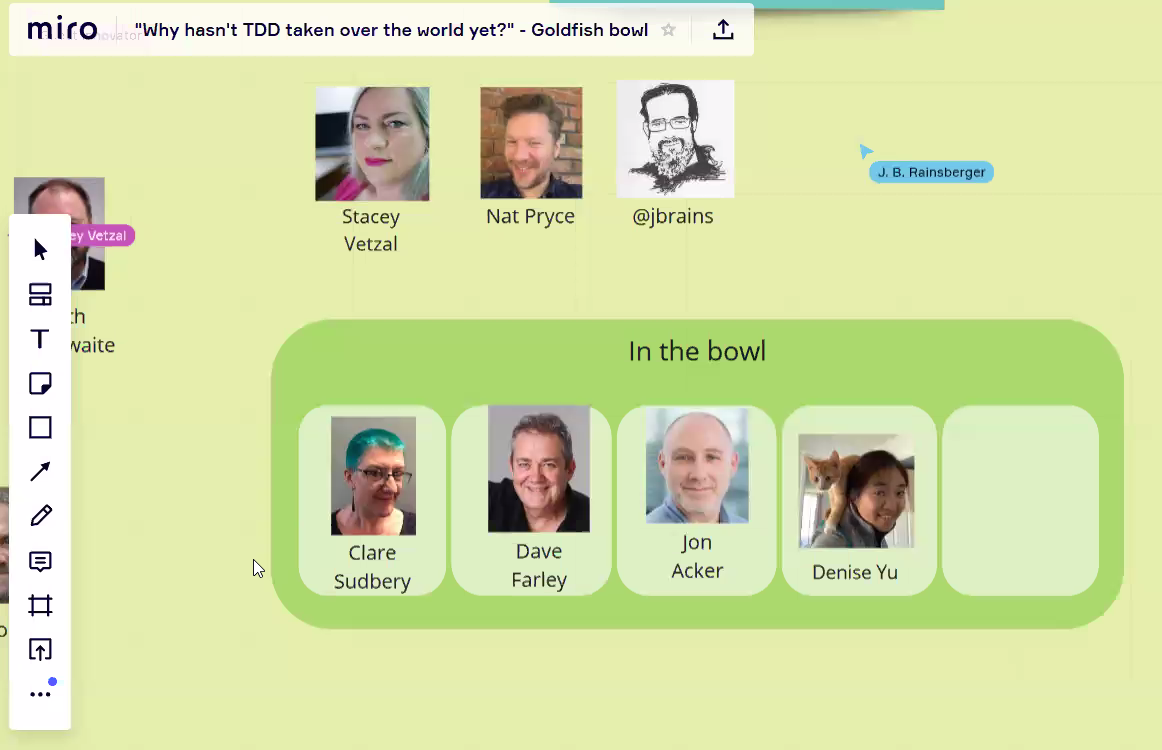 miro
"Why hasn't TDD taken over the world yet?" - Goldfish bowl
J. B. Rainsberger
Stacey
Vetzal
Nat Pryce
@jbrains
ey Vetzal
th
waite
In the bowl
Clare
Sudbery
Dave
Farley
Jon
Acker
Denise Yu